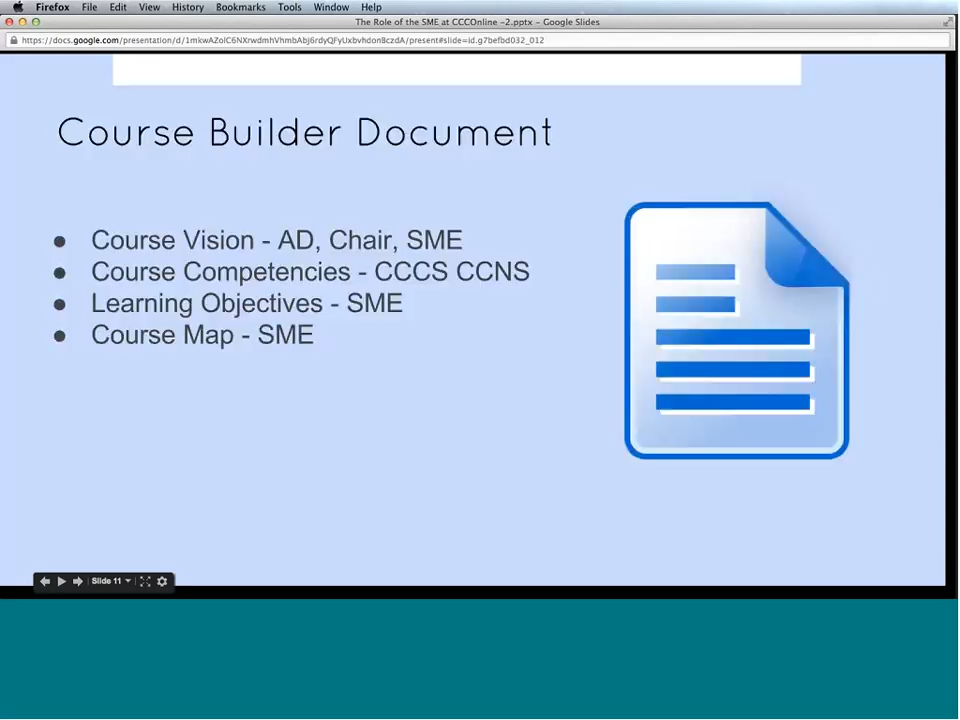 Firefox File Edit View History Bookmarks Tools Window Help
The Role of the SME at CCCOnline -2.pptx - Google Slides
Course Builder Document
● Course Vision - AD, Chair, SME
● Course Competencies - CCCS CCNS
● Learning Objectives - SME
● Course Map - SME
Slide 11